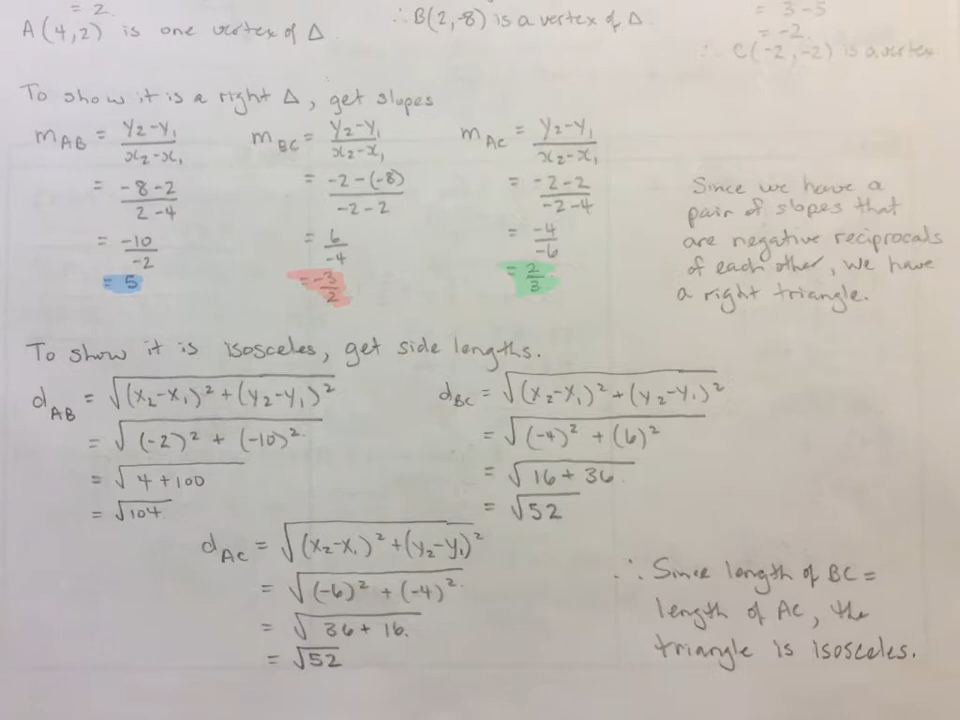 = 2.
A(4,2) is one vertex of Δ.
∴B(2,-8) is a vertex of Δ.
= 3-5
= -2.
∴ C(-2,-2) is a vertex
To show it is a right Δ, get slopes
m_AB = (y₂-y₁)/(x₂-x₁)
= (-8-2)/(2-4)
= -10/-2
= 5
m_BC = (y₂-y₁)/(x₂-x₁)
= (-2-(-8))/(-2-2)
= 6/-4
= -3/2
m_AC = (y₂-y₁)/(x₂-x₁)
= (-2-2)/(-2-4)
= -4/-6
= 2/3
Since we have a
pair of slopes that
are negative reciprocals
of each other, we have
a right triangle.
To show it is isosceles, get side lengths.
d_AB = √((x₂-x₁)²+(y₂-y₁)²)
= √((-2)² + (-10)²)
= √(4+100)
= √104
d_BC = √((x₂-x₁)²+(y₂-y₁)²)
= √((-4)² + (6)²)
= √(16+36)
= √52
d_AC = √((x₂-x₁)²+(y₂-y₁)²)
= √((-6)² + (-4)²)
= √(36+16)
= √52
∴ Since length of BC =
length of AC, the
triangle is isosceles.